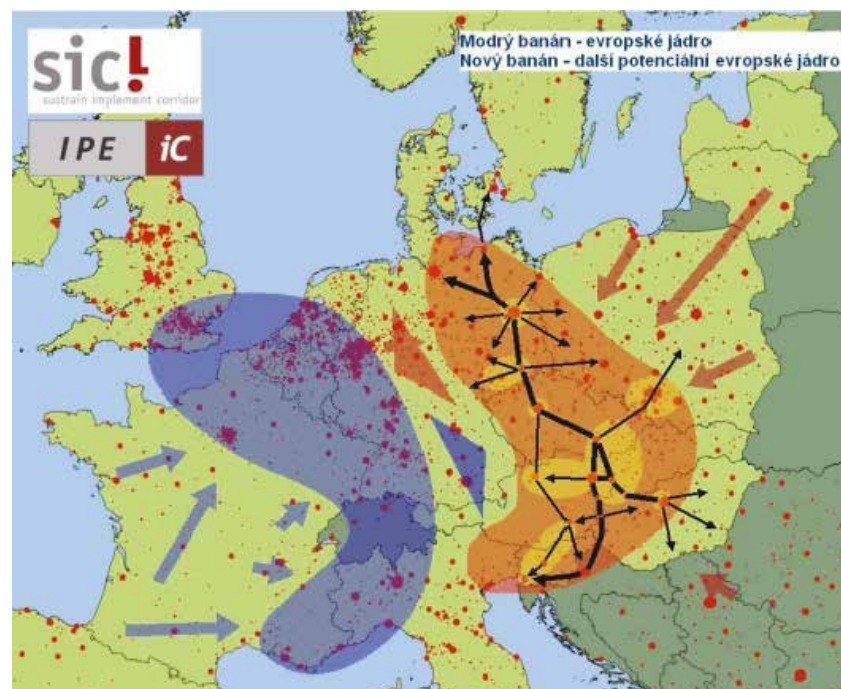 sic!
sustrain implement corridor
IPE iC
Modrý banán - evropské jádro
Nový banán - další potenciální evropské jádro